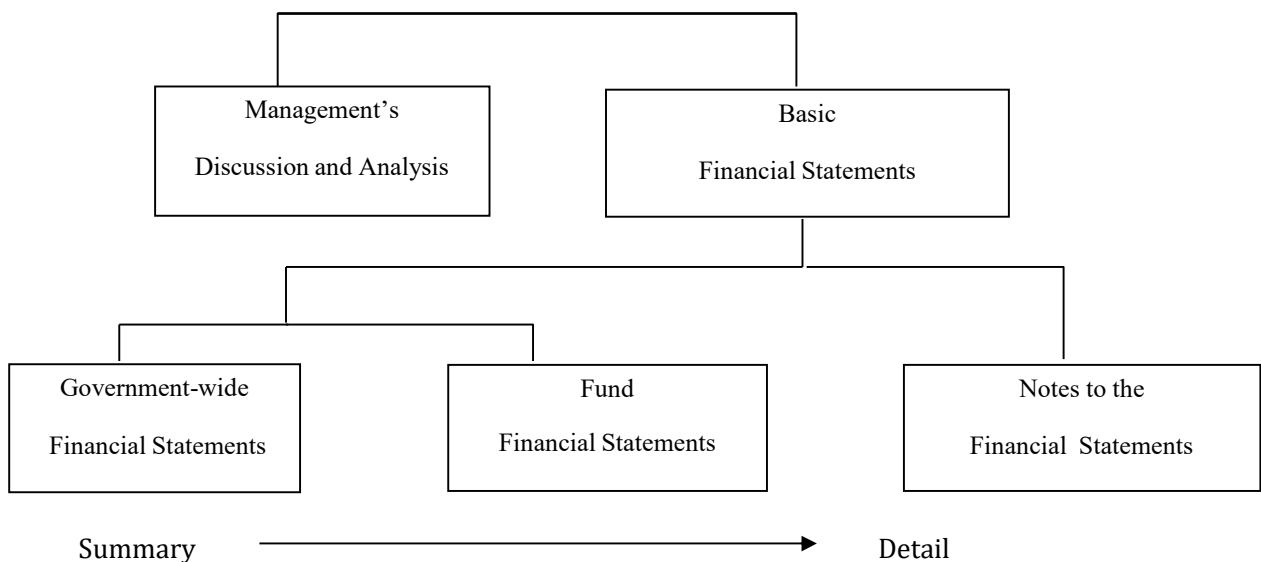 Management’s
Discussion and Analysis
Basic
Financial Statements
Government-wide
Financial Statements
Fund
Financial Statements
Notes to the
Financial Statements
Summary
Detail